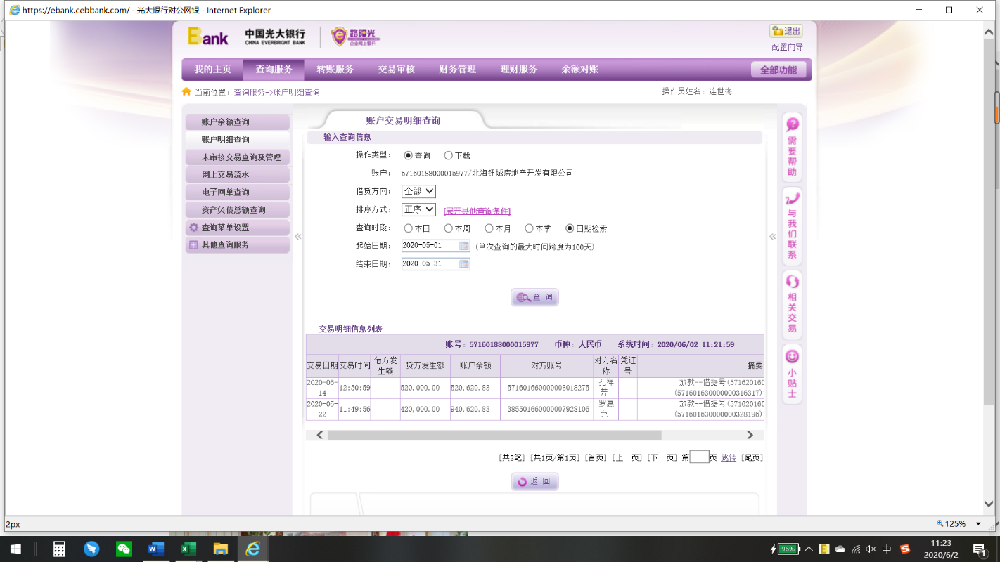 https://ebank.cebbank.com/ - 光大银行对公网银 - Internet Explorer
Bank 中国光大银行 CHINA EVERBRIGHT BANK 路阳光 企业网上银行
退出
配置向导
我的主页 查询服务 转账服务 交易审核 财务管理 理财服务 余额对账 全部功能
当前位置：查询服务->账户明细查询 操作员姓名：连世梅
账户余额查询
账户明细查询
未审核交易查询及管理
网上交易流水
电子回单查询
资产负债总额查询
查询菜单设置
其他查询服务
账户交易明细查询
输入查询信息
操作类型： 查询 下载
账户： 57160188000015977/北海钰城房地产开发有限公司
借贷方向： 全部
排序方式： 正序 [展开其他查询条件]
查询时段： 本日 本周 本月 本季 日期检索
起始日期： 2020-05-01 (单次查询的最大时间跨度为100天)
结束日期： 2020-05-31
查 询
交易明细信息列表
账号：57160188000015977 币种：人民币 系统时间：2020/06/02 11:21:59
交易日期 交易时间 借方发生额 贷方发生额 账户余额 对方账号 对方名称 凭证号 摘要
2020-05-14 12:50:59 520,000.00 520,620.83 571601660000003018275 孔祥芳 放款--借据号(571620160
(571601630000000316317)
2020-05-22 11:49:56 420,000.00 940,620.83 385501660000007928106 罗惠允 放款--借据号(571620160
(571601630000000328196)
[共2笔] [共1页/第1页] [首页] [上一页] [下一页] 第 页 跳转 [尾页]
返 回
需要帮助
与我们联系
相关交易
小贴士
2px
125%
96%
中
11:23
2020/6/2
1